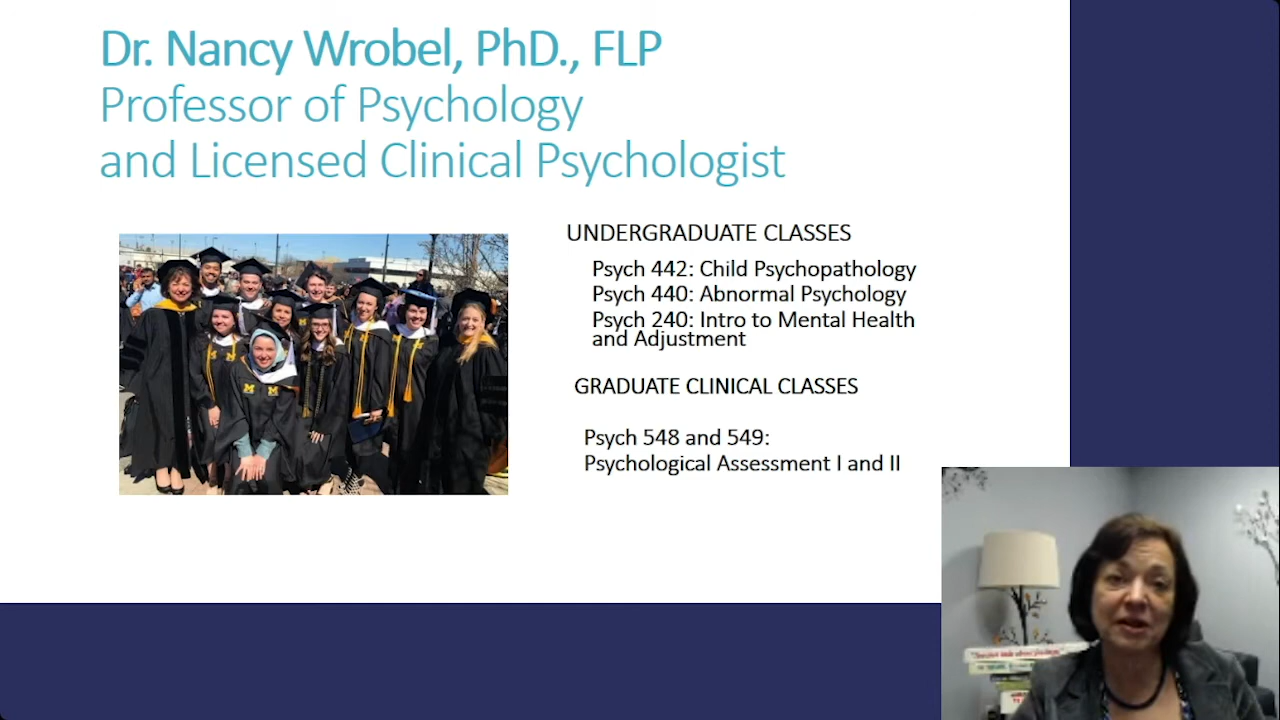 Dr. Nancy Wrobel, PhD., FLP
Professor of Psychology
and Licensed Clinical Psychologist
UNDERGRADUATE CLASSES
Psych 442: Child Psychopathology
Psych 440: Abnormal Psychology
Psych 240: Intro to Mental Health
and Adjustment
GRADUATE CLINICAL CLASSES
Psych 548 and 549:
Psychological Assessment I and II
M M
M M